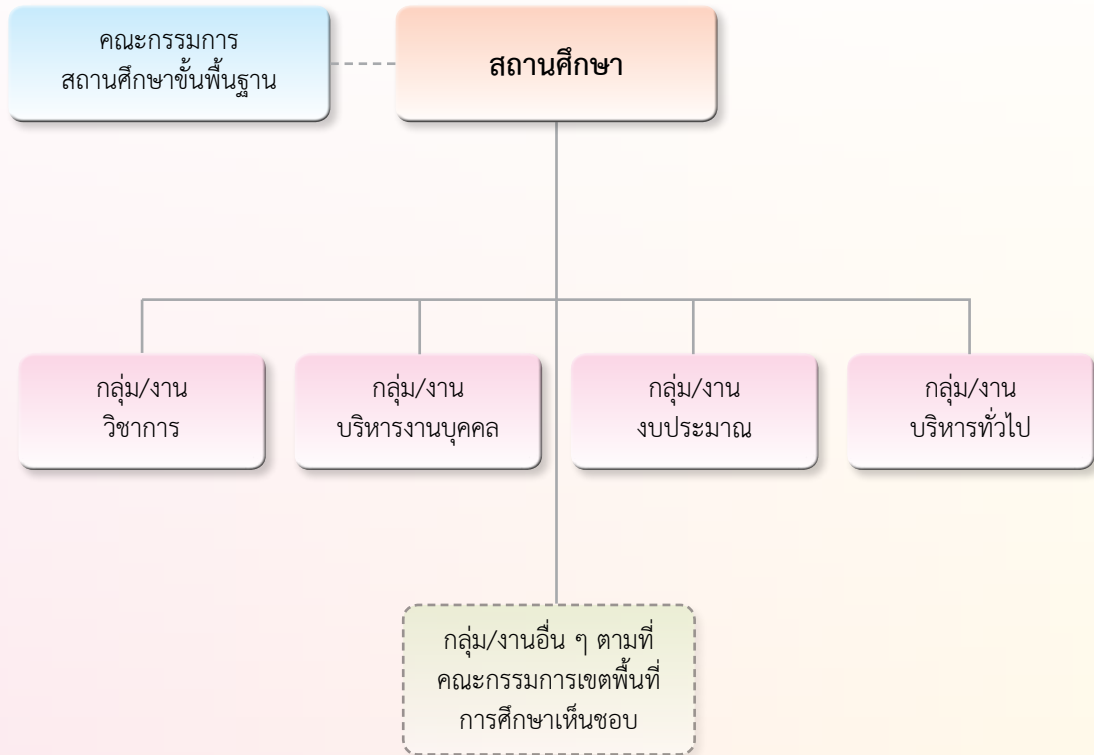 คณะกรรมการ
สถานศึกษาขั้นพื้นฐาน
สถานศึกษา
กลุ่ม/งาน
วิชาการ
กลุ่ม/งาน
บริหารงานบุคคล
กลุ่ม/งาน
งบประมาณ
กลุ่ม/งาน
บริหารทั่วไป
กลุ่ม/งานอื่น ๆ ตามที่
คณะกรรมการเขตพื้นที่
การศึกษาเห็นชอบ